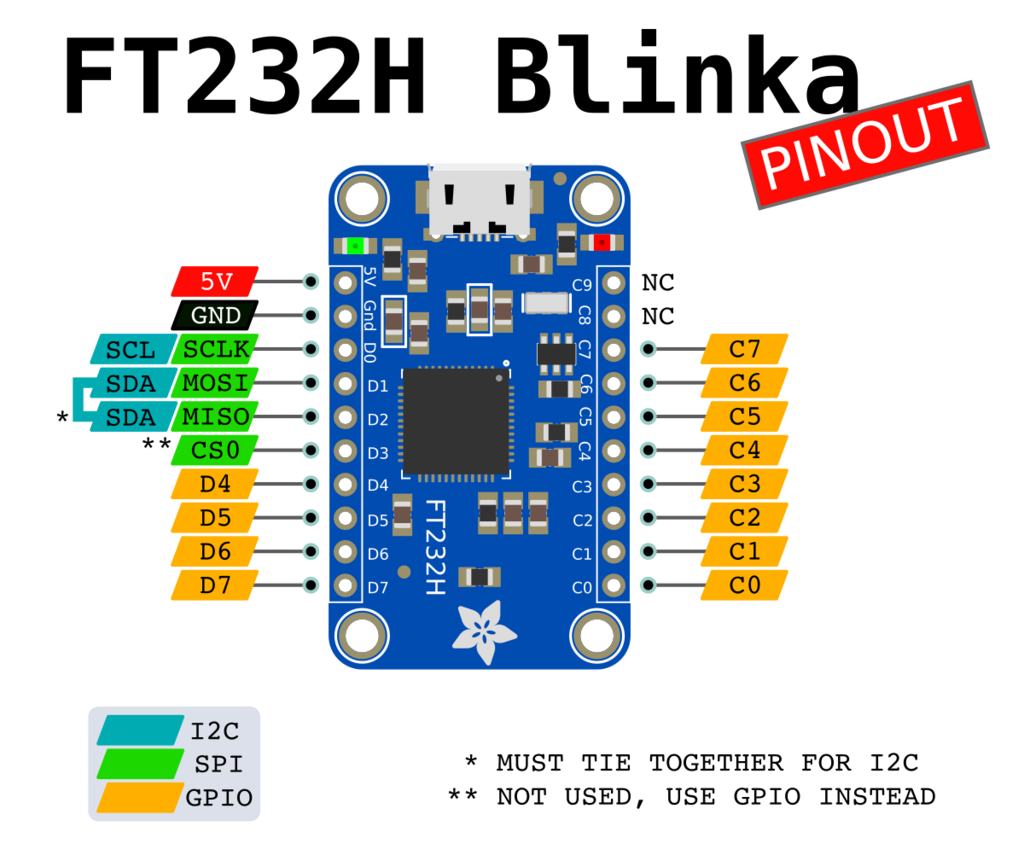 FT232H Blinka
PINOUT
5V
GND
SCL SCLK
SDA MOSI
* SDA MISO
** CS0
D4
D5
D6
D7
5V
Gnd
D0
D1
D2
D3
D4
D5
D6
D7
FT232H
C9
C8
C7
C6
C5
C4
C3
C2
C1
C0
NC
NC
C7
C6
C5
C4
C3
C2
C1
C0
I2C
SPI
GPIO
* MUST TIE TOGETHER FOR I2C
** NOT USED, USE GPIO INSTEAD